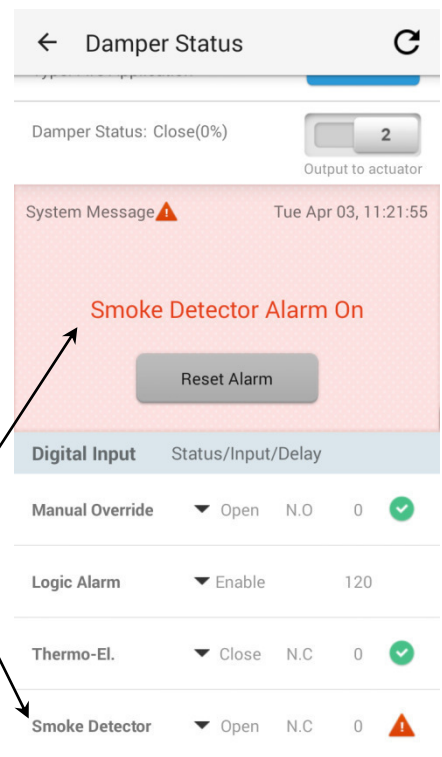 Damper Status
Damper Status: Close(0%)
2
Output to actuator
System Message
Tue Apr 03, 11:21:55
Smoke Detector Alarm On
Reset Alarm
Digital Input Status/Input/Delay
Manual Override Open N.O 0
Logic Alarm Enable 120
Thermo-El. Close N.C 0
Smoke Detector Open N.C 0